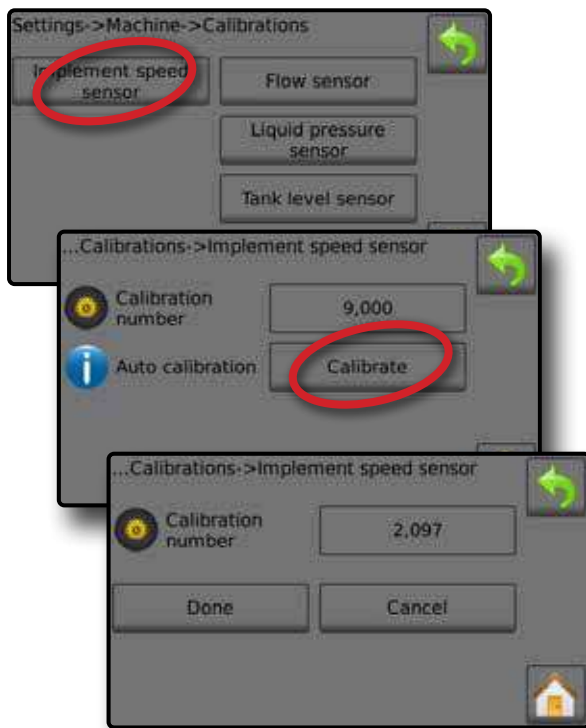 Settings->Machine->Calibrations
Implement speed
sensor
Flow sensor
Liquid pressure
sensor
Tank level sensor
...Calibrations->Implement speed sensor
Calibration
number
9,000
Auto calibration
Calibrate
...Calibrations->Implement speed sensor
Calibration
number
2,097
Done
Cancel